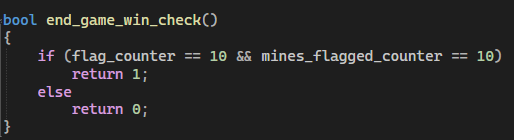 bool end_game_win_check()
{
    if (flag_counter == 10 && mines_flagged_counter == 10)
        return 1;
    else
        return 0;
}